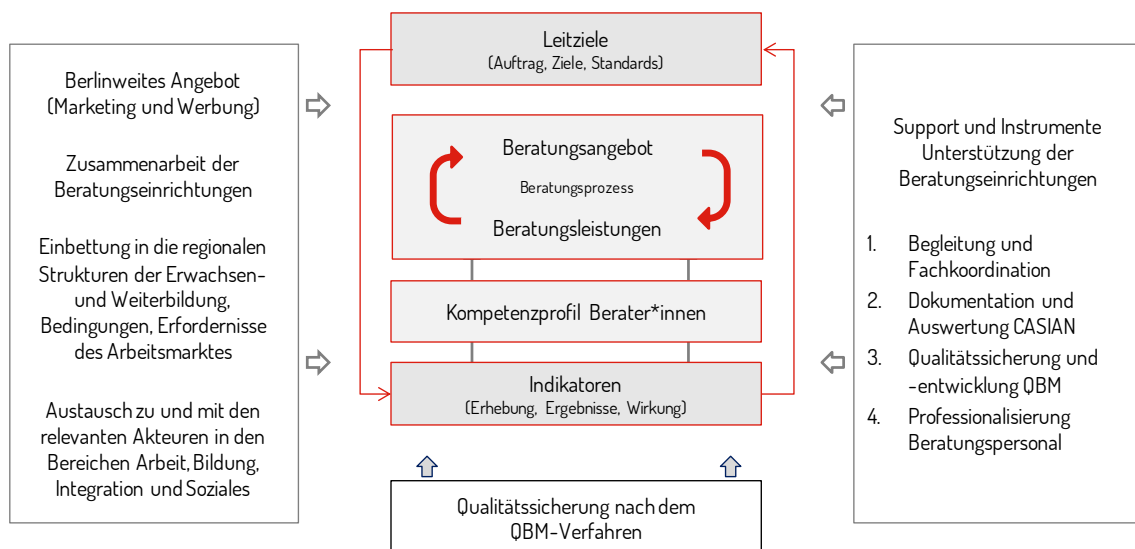 Berlinweites Angebot
(Marketing und Werbung)
Zusammenarbeit der
Beratungseinrichtungen
Einbettung in die regionalen
Strukturen der Erwachsen-
und Weiterbildung,
Bedingungen, Erfordernisse
des Arbeitsmarktes
Austausch zu und mit den
relevanten Akteuren in den
Bereichen Arbeit, Bildung,
Integration und Soziales
Leitziele
(Auftrag, Ziele, Standards)
Beratungsangebot
Beratungsprozess
Beratungsleistungen
Kompetenzprofil Berater*innen
Indikatoren
(Erhebung, Ergebnisse, Wirkung)
Qualitätssicherung nach dem
QBM-Verfahren
Support und Instrumente
Unterstützung der
Beratungseinrichtungen
1. Begleitung und
Fachkoordination
2. Dokumentation und
Auswertung CASIAN
3. Qualitätssicherung und
-entwicklung QBM
4. Professionalisierung
Beratungspersonal